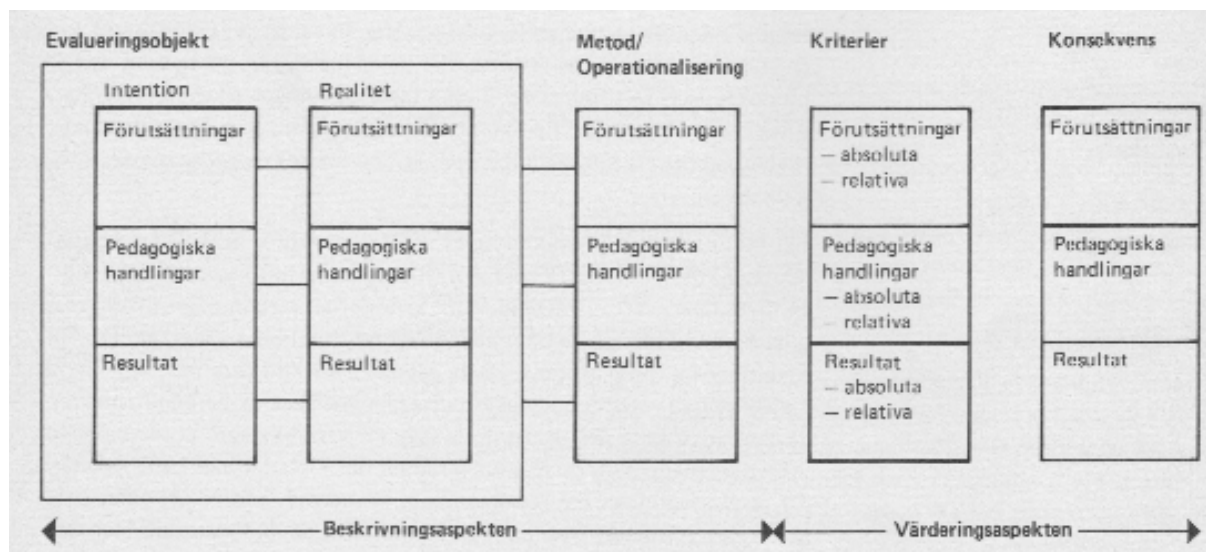 Evalueringsobjekt
Metod/
Operationalisering
Kriterier
Konsekvens
Intention
Realitet
Förutsättningar
Förutsättningar
Förutsättningar
Förutsättningar
– absoluta
– relativa
Förutsättningar
Pedagogiska
handlingar
Pedagogiska
handlingar
Pedagogiska
handlingar
Pedagogiska
handlingar
– absoluta
– relativa
Pedagogiska
handlingar
Resultat
Resultat
Resultat
Resultat
– absoluta
– relativa
Resultat
Beskrivningsaspekten
Värderingsaspekten